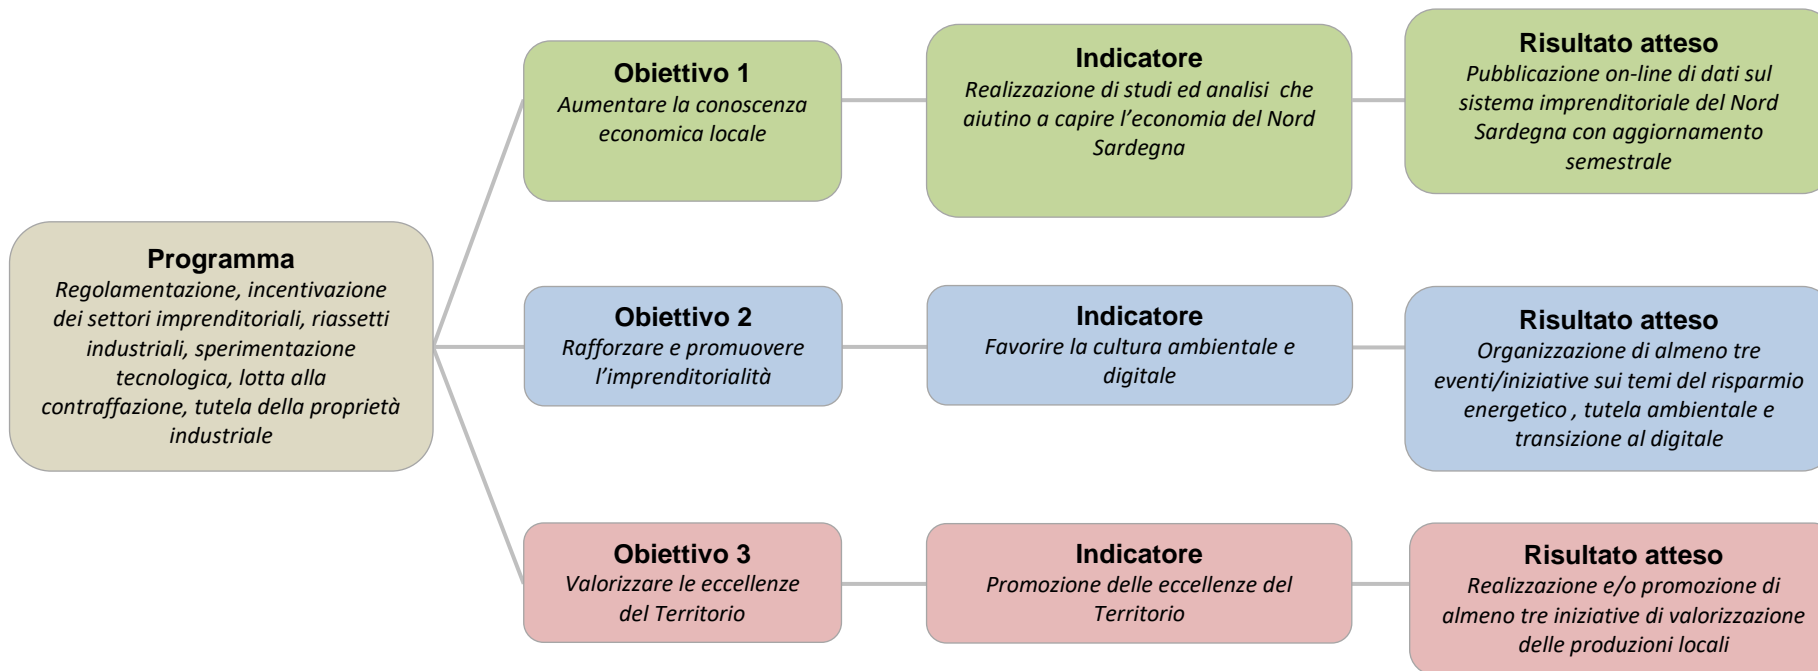 Programma
Regolamentazione, incentivazione
dei settori imprenditoriali, riassetti
industriali, sperimentazione
tecnologica, lotta alla
contraffazione, tutela della proprietà
industriale
Obiettivo 1
Aumentare la conoscenza
economica locale
Indicatore
Realizzazione di studi ed analisi  che
aiutino a capire l’economia del Nord
Sardegna
Risultato atteso
Pubblicazione on-line di dati sul
sistema imprenditoriale del Nord
Sardegna con aggiornamento
semestrale
Obiettivo 2
Rafforzare e promuovere
l’imprenditorialità
Indicatore
Favorire la cultura ambientale e
digitale
Risultato atteso
Organizzazione di almeno tre
eventi/iniziative sui temi del risparmio
energetico , tutela ambientale e
transizione al digitale
Obiettivo 3
Valorizzare le eccellenze
del Territorio
Indicatore
Promozione delle eccellenze del
Territorio
Risultato atteso
Realizzazione e/o promozione di
almeno tre iniziative di valorizzazione
delle produzioni locali